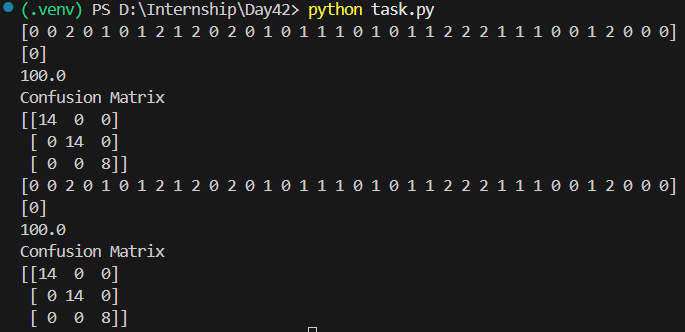 (.venv) PS D:\Internship\Day42> python task.py
[0 0 2 0 1 0 1 2 1 2 0 2 0 1 0 1 1 1 0 1 0 1 1 2 2 2 1 1 1 0 0 1 2 0 0 0]
[0]
100.0
Confusion Matrix
[[14  0  0]
 [ 0 14  0]
 [ 0  0  8]]
[0 0 2 0 1 0 1 2 1 2 0 2 0 1 0 1 1 1 0 1 0 1 1 2 2 2 1 1 1 0 0 1 2 0 0 0]
[0]
100.0
Confusion Matrix
[[14  0  0]
 [ 0 14  0]
 [ 0  0  8]]